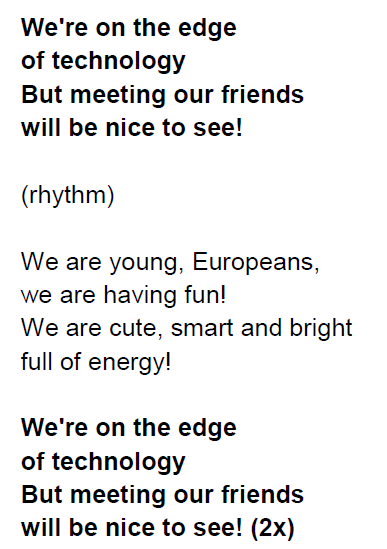 We're on the edge
of technology
But meeting our friends
will be nice to see!
(rhythm)
We are young, Europeans,
we are having fun!
We are cute, smart and bright
full of energy!
We're on the edge
of technology
But meeting our friends
will be nice to see! (2x)